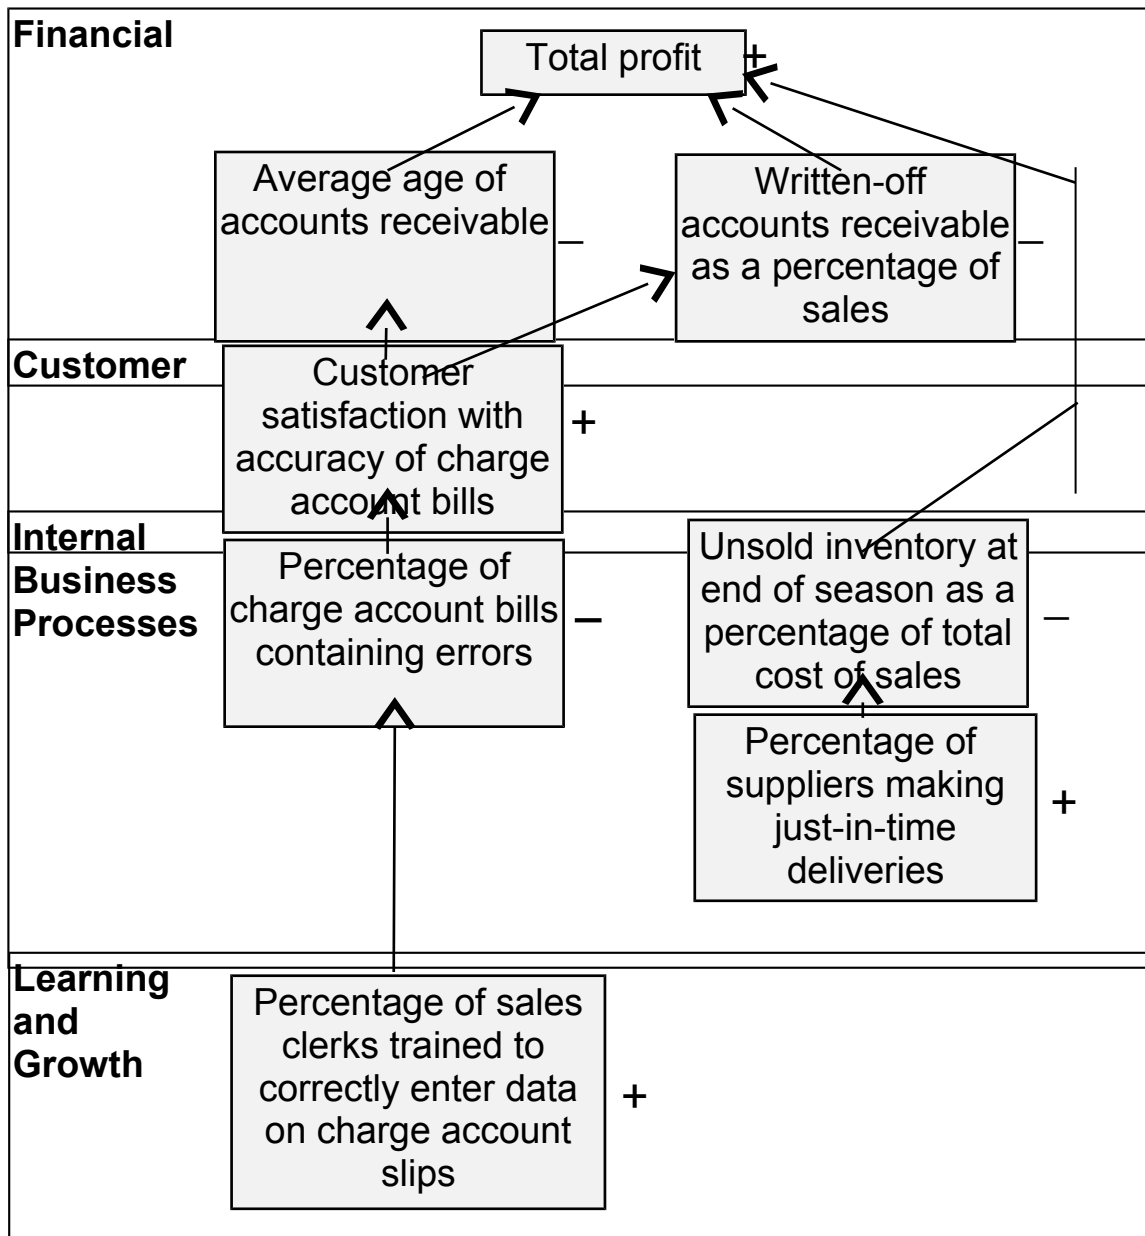 Financial
Total profit
+
Average age of
accounts receivable
–
Written-off
accounts receivable
as a percentage of
sales
–
Customer
Customer
satisfaction with
accuracy of charge
account bills
+
Internal
Business
Processes
Percentage of
charge account bills
containing errors
–
Unsold inventory at
end of season as a
percentage of total
cost of sales
–
Percentage of
suppliers making
just-in-time
deliveries
+
Learning
and
Growth
Percentage of sales
clerks trained to
correctly enter data
on charge account
slips
+